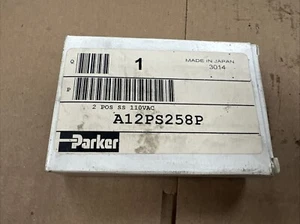 Q
1
MADE IN JAPAN
3014
P
2 POS SS 110VAC
A12PS258P
Parker